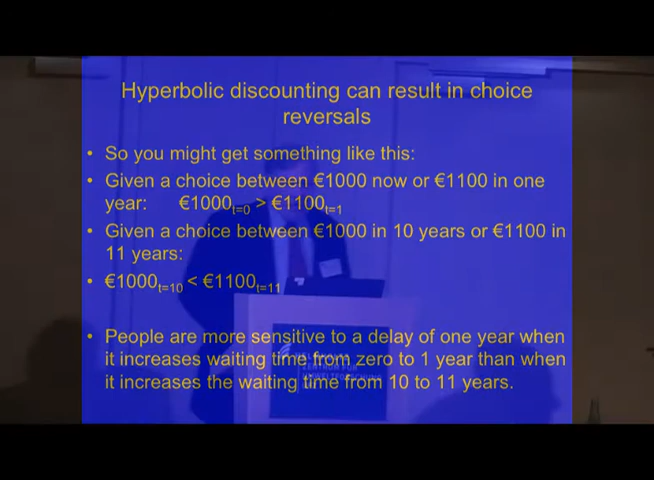 Hyperbolic discounting can result in choice
reversals
• So you might get something like this:
• Given a choice between €1000 now or €1100 in one
year: €1000t=0 > €1100t=1
• Given a choice between €1000 in 10 years or €1100 in
11 years:
• €1000t=10 < €1100t=11
• People are more sensitive to a delay of one year when
it increases waiting time from zero to 1 year than when
it increases the waiting time from 10 to 11 years.
ZENTRUM FÜR
UMWELTFORSCHUNG